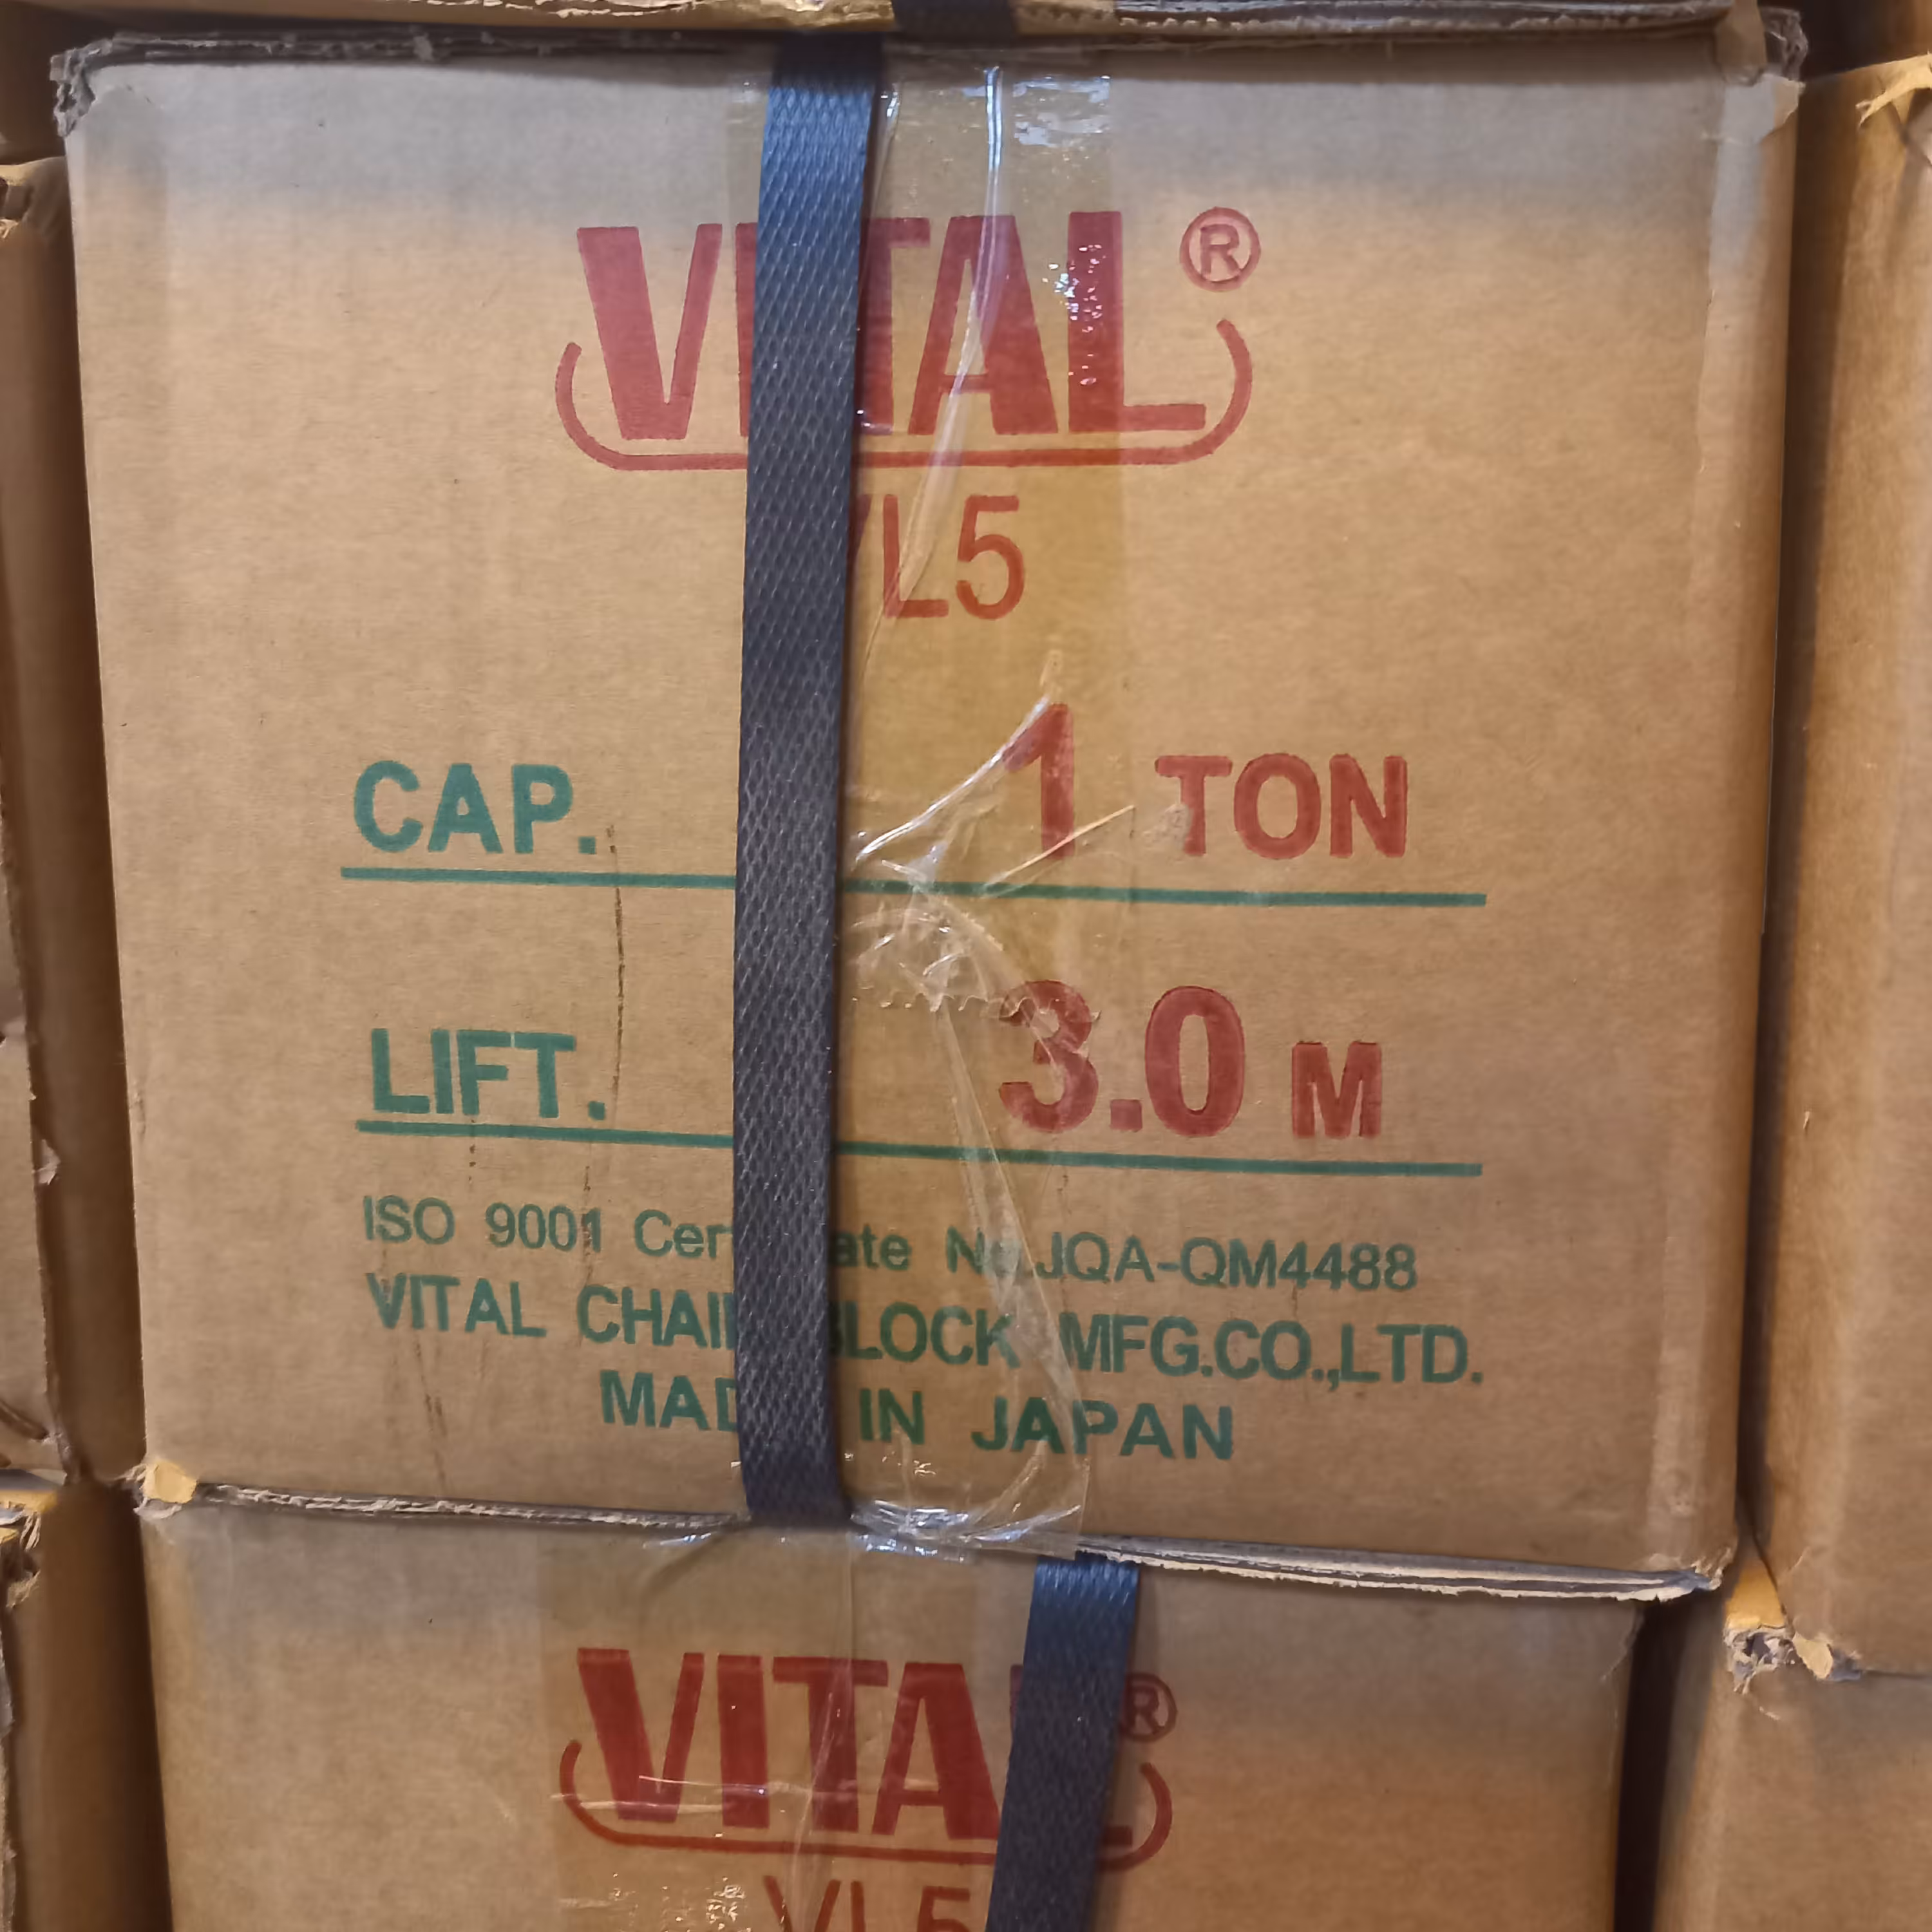 VITAL®
VL5
CAP. 1 TON
LIFT. 3.0 M
ISO 9001 Certificate No.JQA-QM4488
VITAL CHAIN BLOCK MFG.CO.,LTD.
MADE IN JAPAN
VITAL®
VL5